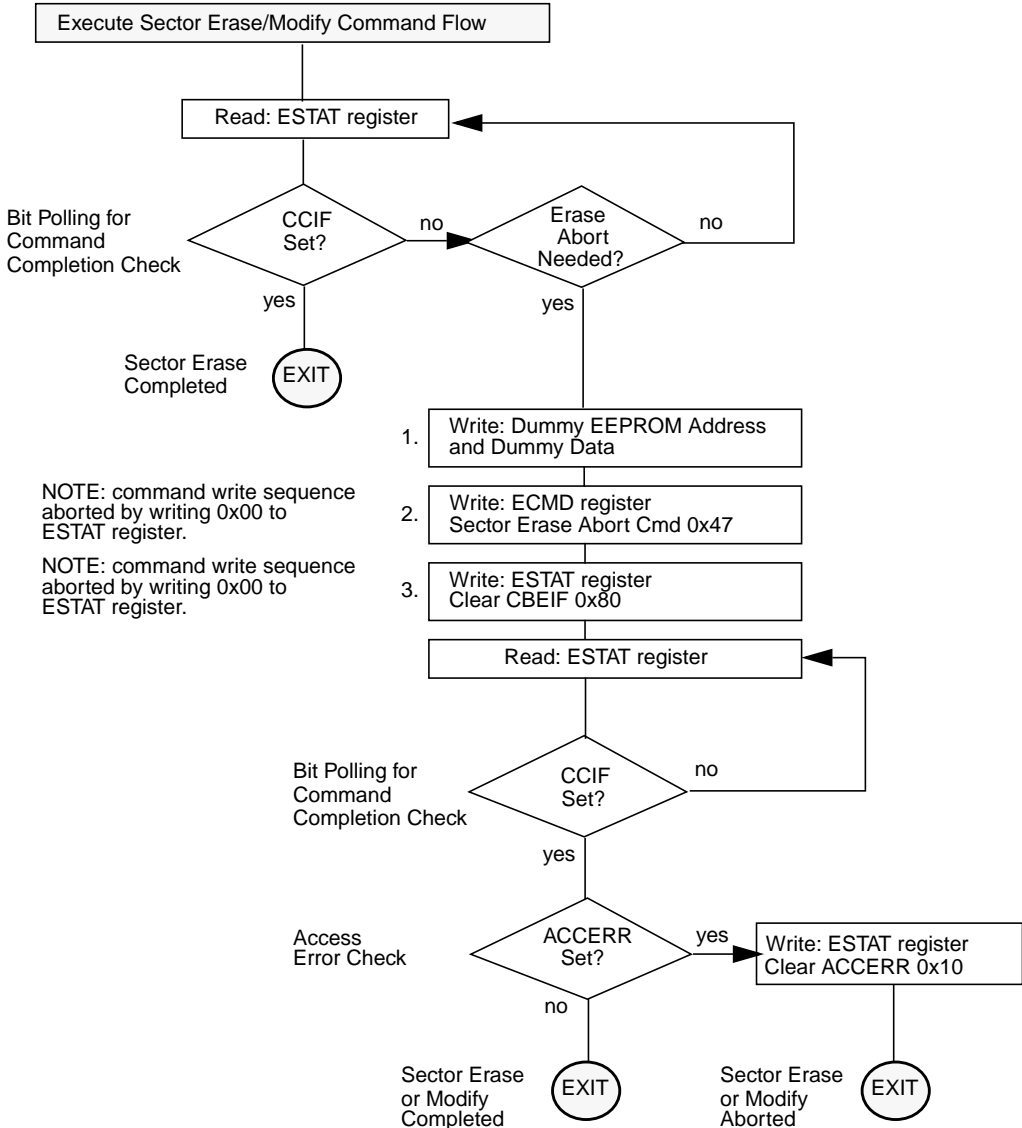 Execute Sector Erase/Modify Command Flow
Read: ESTAT register
Bit Polling for
Command
Completion Check
CCIF
Set?
no
Erase
Abort
Needed?
no
yes
yes
Sector Erase
Completed
EXIT
1.
Write: Dummy EEPROM Address
and Dummy Data
NOTE: command write sequence
aborted by writing 0x00 to
ESTAT register.
2.
Write: ECMD register
Sector Erase Abort Cmd 0x47
NOTE: command write sequence
aborted by writing 0x00 to
ESTAT register.
3.
Write: ESTAT register
Clear CBEIF 0x80
Read: ESTAT register
Bit Polling for
Command
Completion Check
CCIF
Set?
no
yes
Access
Error Check
ACCERR
Set?
yes
Write: ESTAT register
Clear ACCERR 0x10
no
Sector Erase
or Modify
Completed
EXIT
Sector Erase
or Modify
Aborted
EXIT